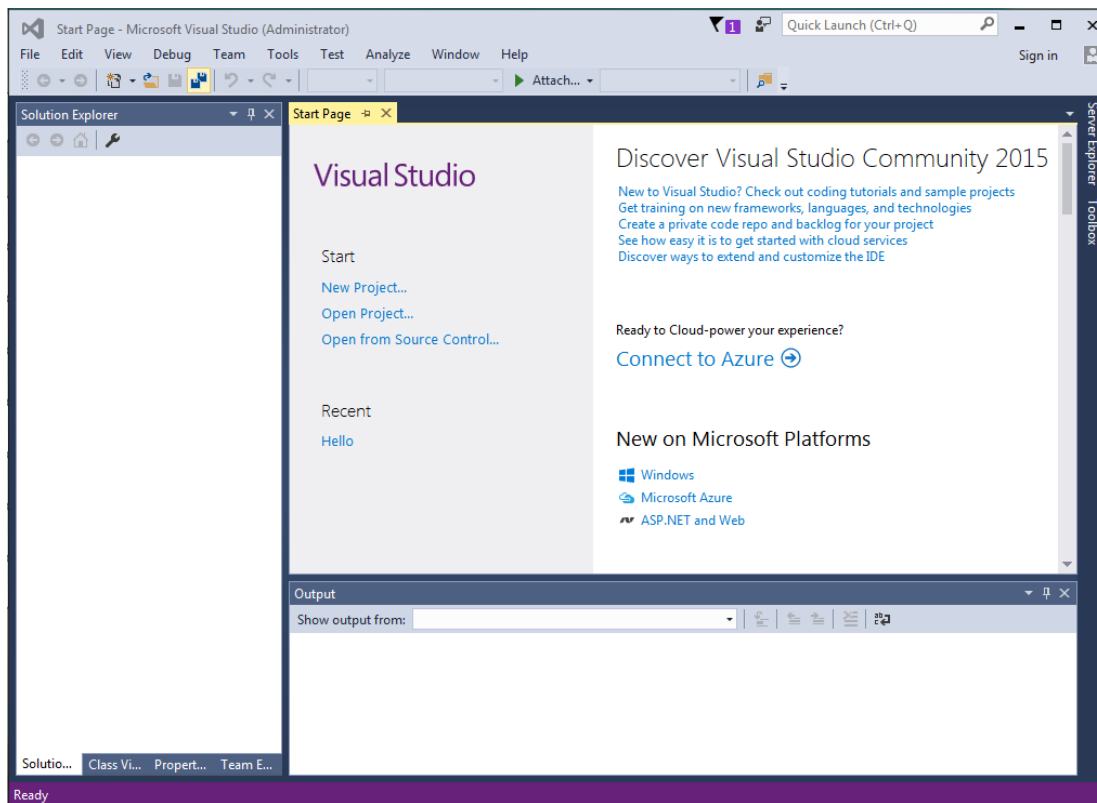 Start Page - Microsoft Visual Studio (Administrator)
1
Quick Launch (Ctrl+Q)
File Edit View Debug Team Tools Test Analyze Window Help
Sign in
Attach...
Solution Explorer
Start Page
Server Explorer
Toolbox
Visual Studio
Start
New Project...
Open Project...
Open from Source Control...
Recent
Hello
Discover Visual Studio Community 2015
New to Visual Studio? Check out coding tutorials and sample projects
Get training on new frameworks, languages, and technologies
Create a private code repo and backlog for your project
See how easy it is to get started with cloud services
Discover ways to extend and customize the IDE
Ready to Cloud-power your experience?
Connect to Azure
New on Microsoft Platforms
Windows
Microsoft Azure
ASP.NET and Web
Output
Show output from:
Solutio... Class Vi... Propert... Team E...
Ready